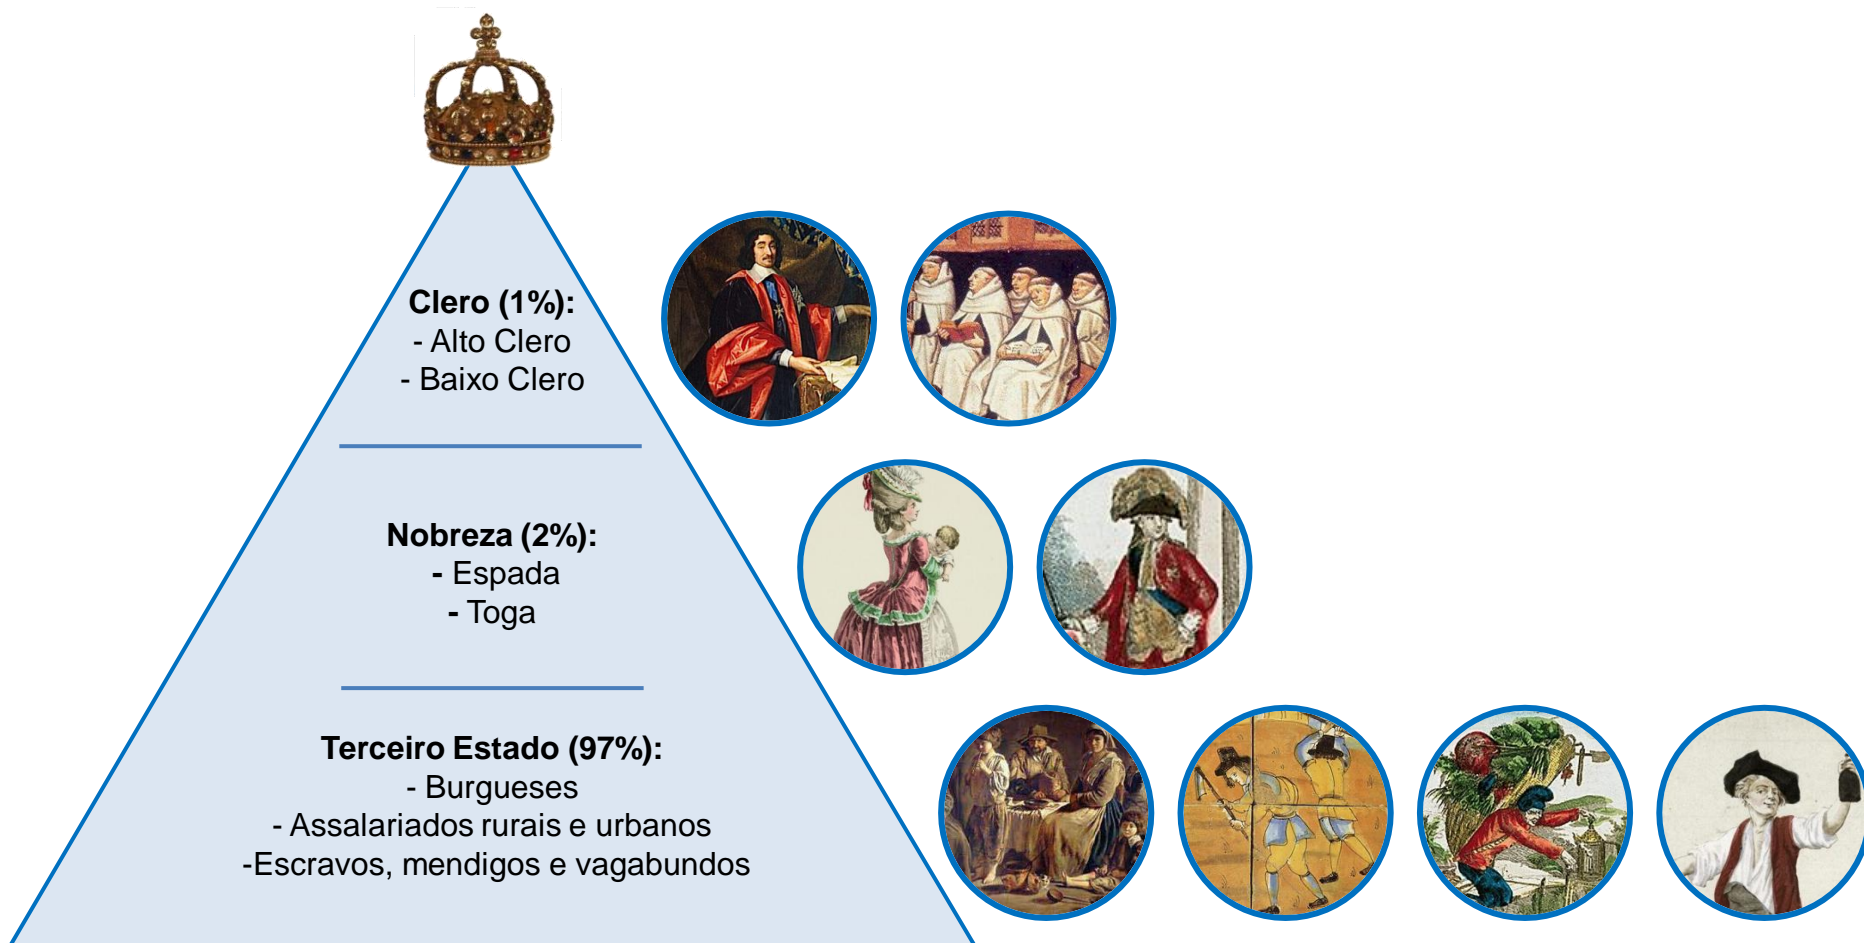 Clero (1%):
- Alto Clero
- Baixo Clero
Nobreza (2%):
- Espada
- Toga
Terceiro Estado (97%):
- Burgueses
- Assalariados rurais e urbanos
-Escravos, mendigos e vagabundos